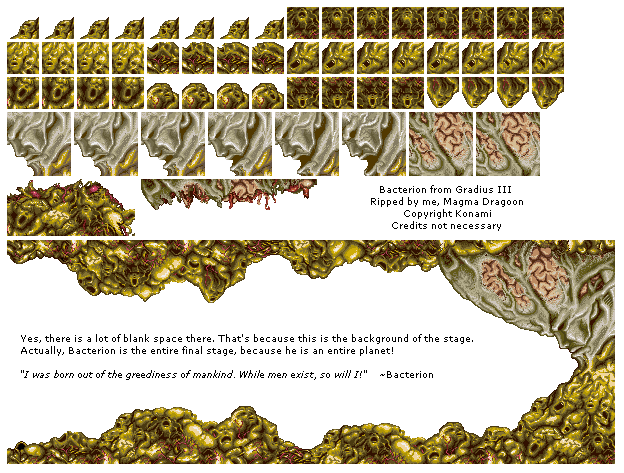 Bacterion from Gradius III
Ripped by me, Magma Dragoon
Copyright Konami
Credits not necessary
Yes, there is a lot of blank space there. That's because this is the background of the stage.
Actually, Bacterion is the entire final stage, because he is an entire planet!
"I was born out of the greediness of mankind. While men exist, so will I!" ~Bacterion